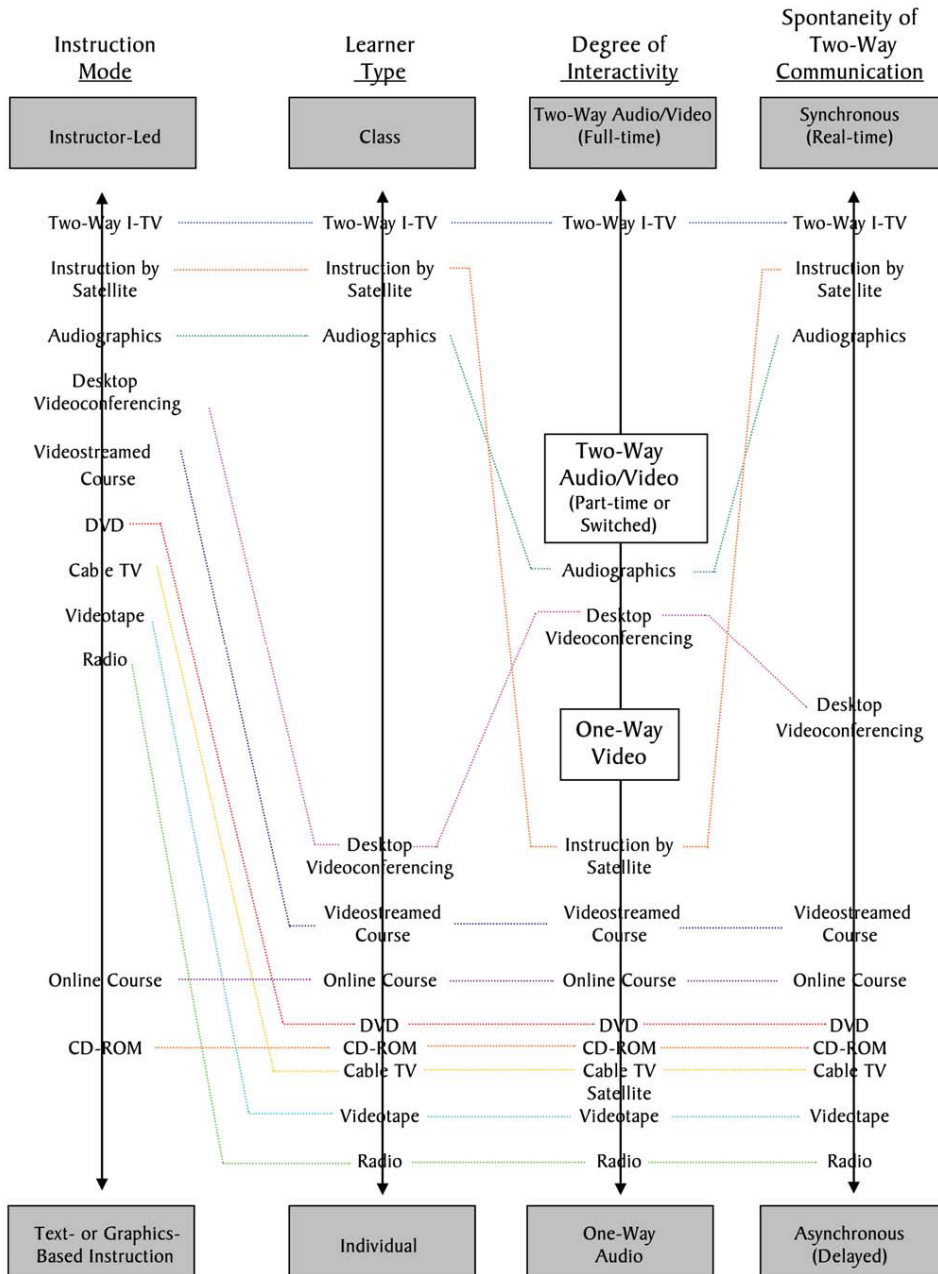 Instruction
Mode
Learner
Type
Degree of
Interactivity
Spontaneity of
Two-Way
Communication
Instructor-Led
Class
Two-Way Audio/Video
(Full-time)
Synchronous
(Real-time)
Two-Way I-TV
Two-Way I-TV
Two-Way I-TV
Two-Way I-TV
Instruction by
Satellite
Instruction by
Satellite
Instruction by
Satellite
Audiographics
Audiographics
Audiographics
Desktop
Videoconferencing
Videostreamed
Course
Two-Way
Audio/Video
(Part-time or
Switched)
DVD
Cable TV
Audiographics
Videotape
Desktop
Videoconferencing
Radio
Desktop
Videoconferencing
One-Way
Video
Desktop
Videoconferencing
Instruction by
Satellite
Videostreamed
Course
Videostreamed
Course
Videostreamed
Course
Online Course
Online Course
Online Course
Online Course
DVD
DVD
DVD
CD-ROM
CD-ROM
CD-ROM
CD-ROM
Cable TV
Cable TV
Cable TV
Satellite
Videotape
Videotape
Videotape
Radio
Radio
Radio
Text- or Graphics-
Based Instruction
Individual
One-Way
Audio
Asynchronous
(Delayed)